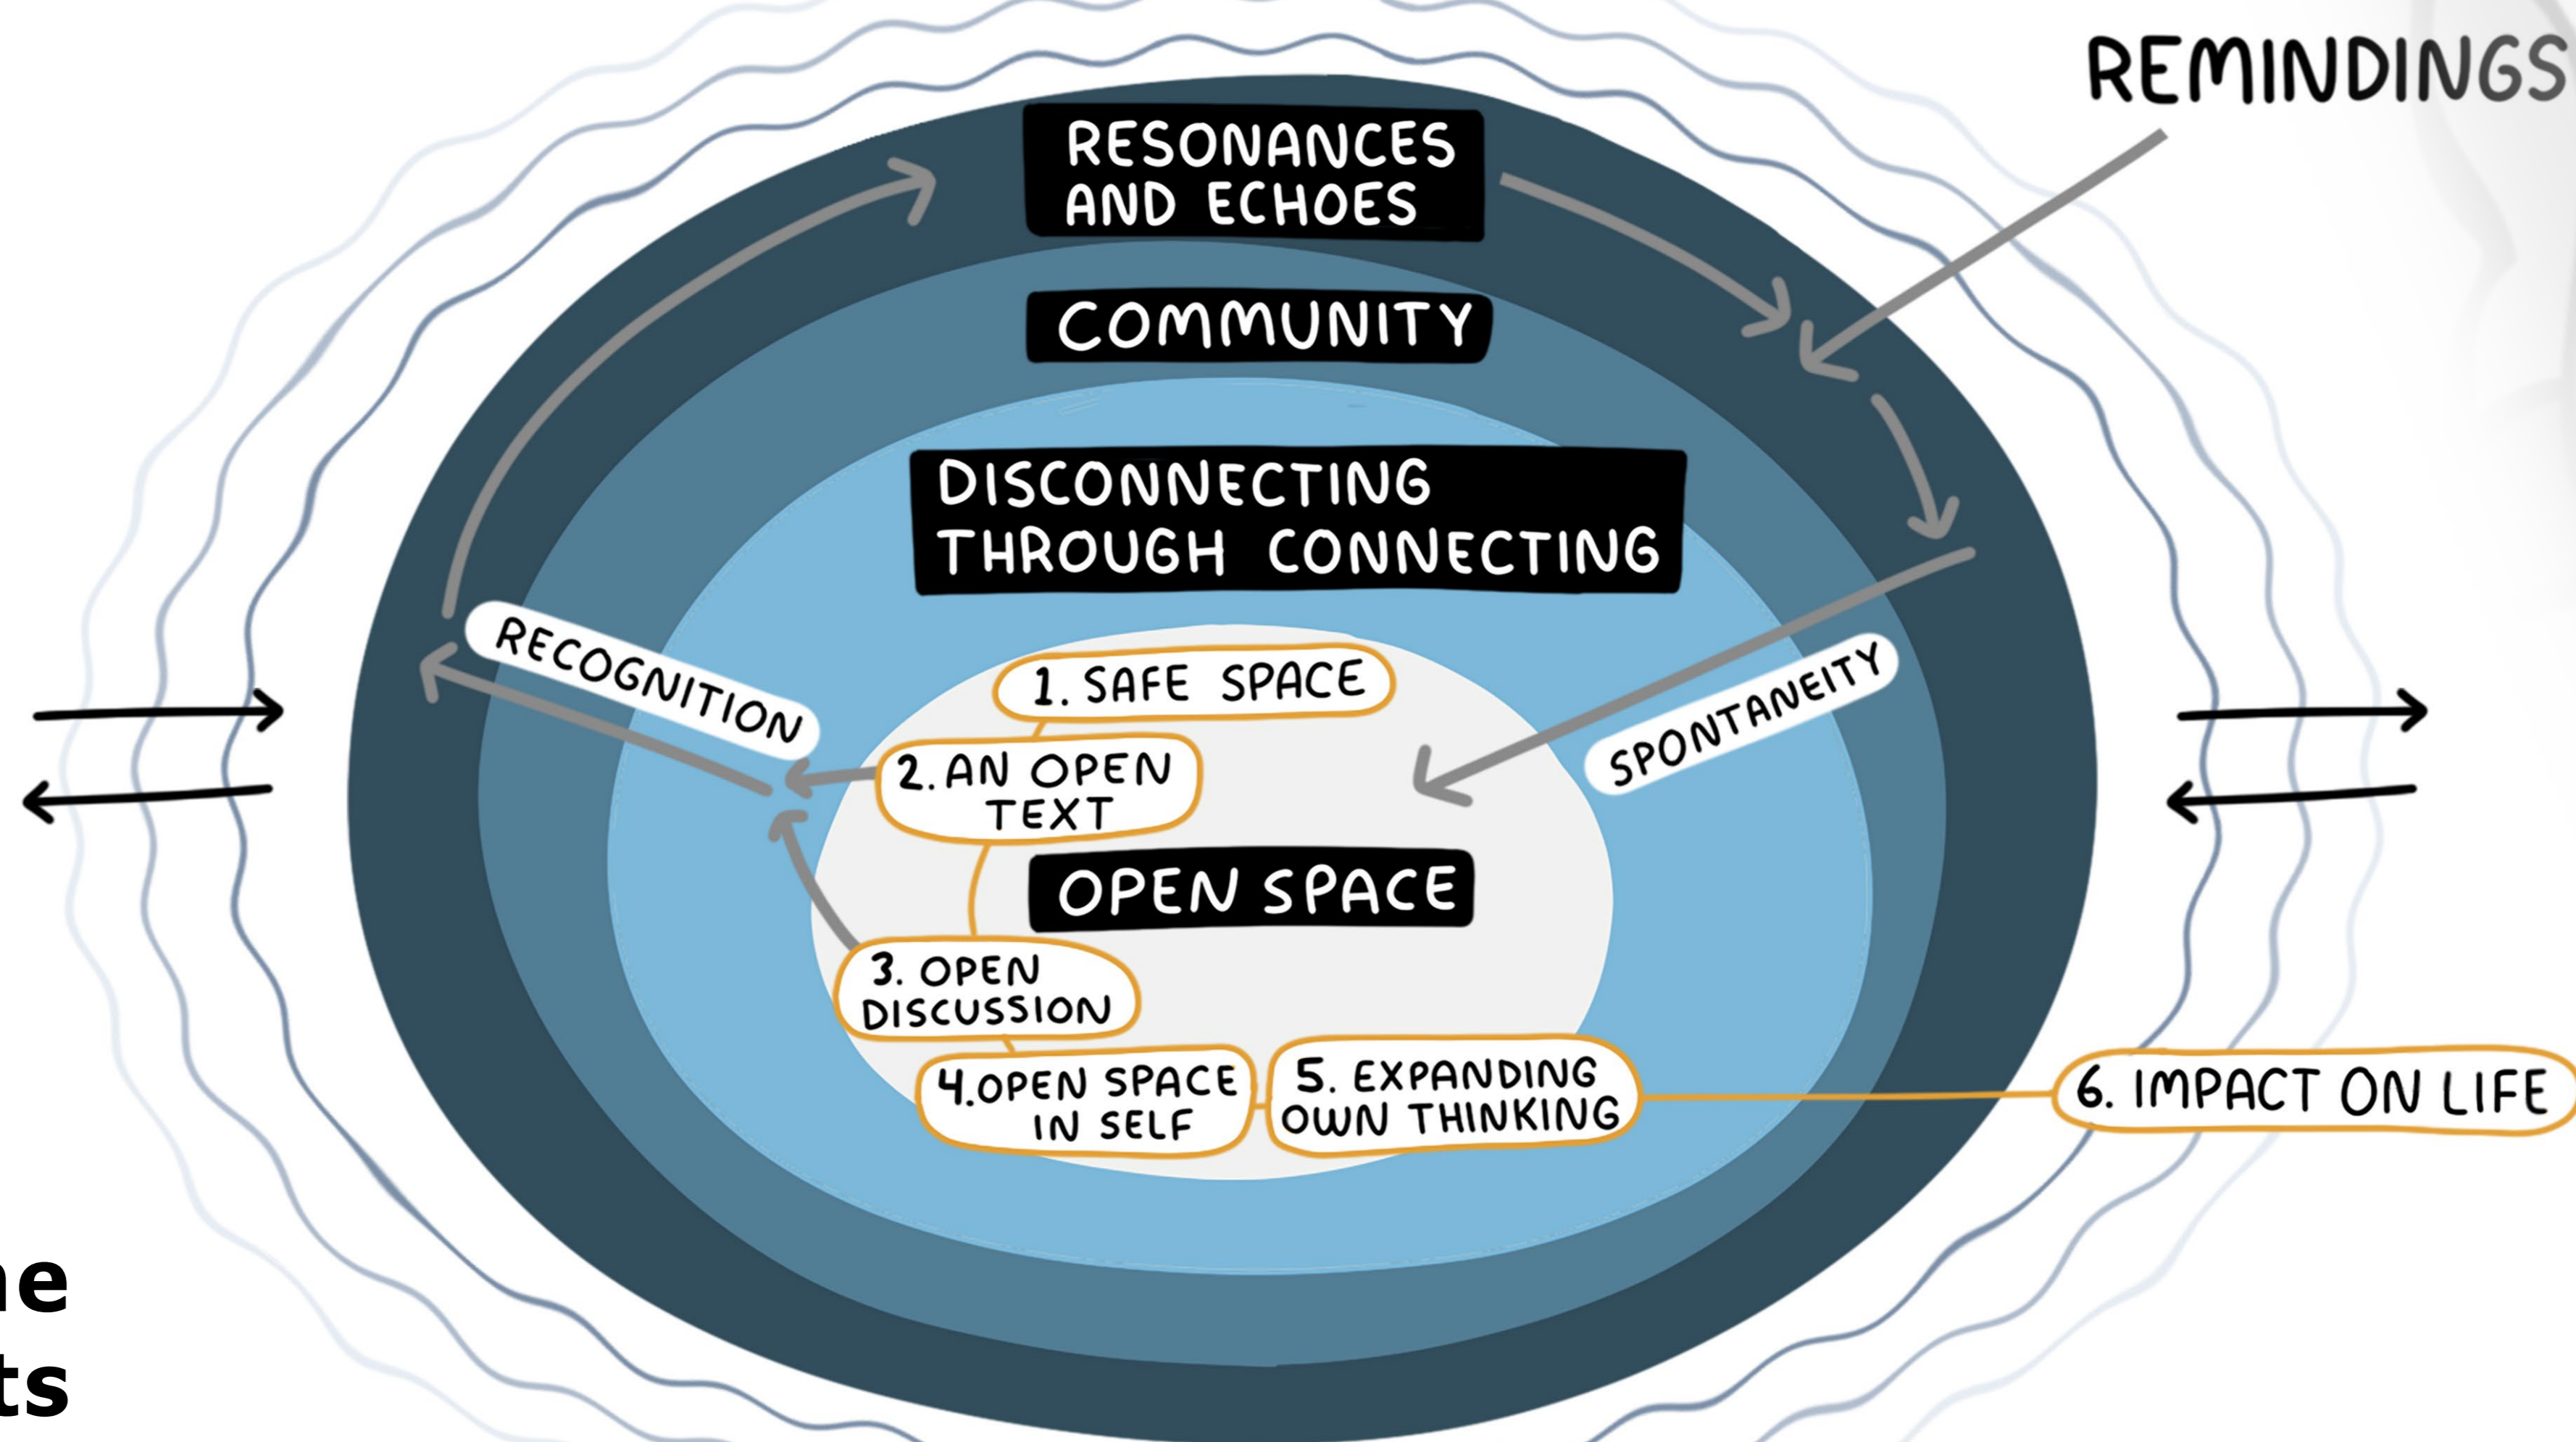 REMINDINGS
RESONANCES
AND ECHOES
COMMUNITY
DISCONNECTING
THROUGH CONNECTING
RECOGNITION
SPONTANEITY
1. SAFE SPACE
2. AN OPEN
TEXT
OPEN SPACE
3. OPEN
DISCUSSION
4. OPEN SPACE
IN SELF
5. EXPANDING
OWN THINKING
6. IMPACT ON LIFE